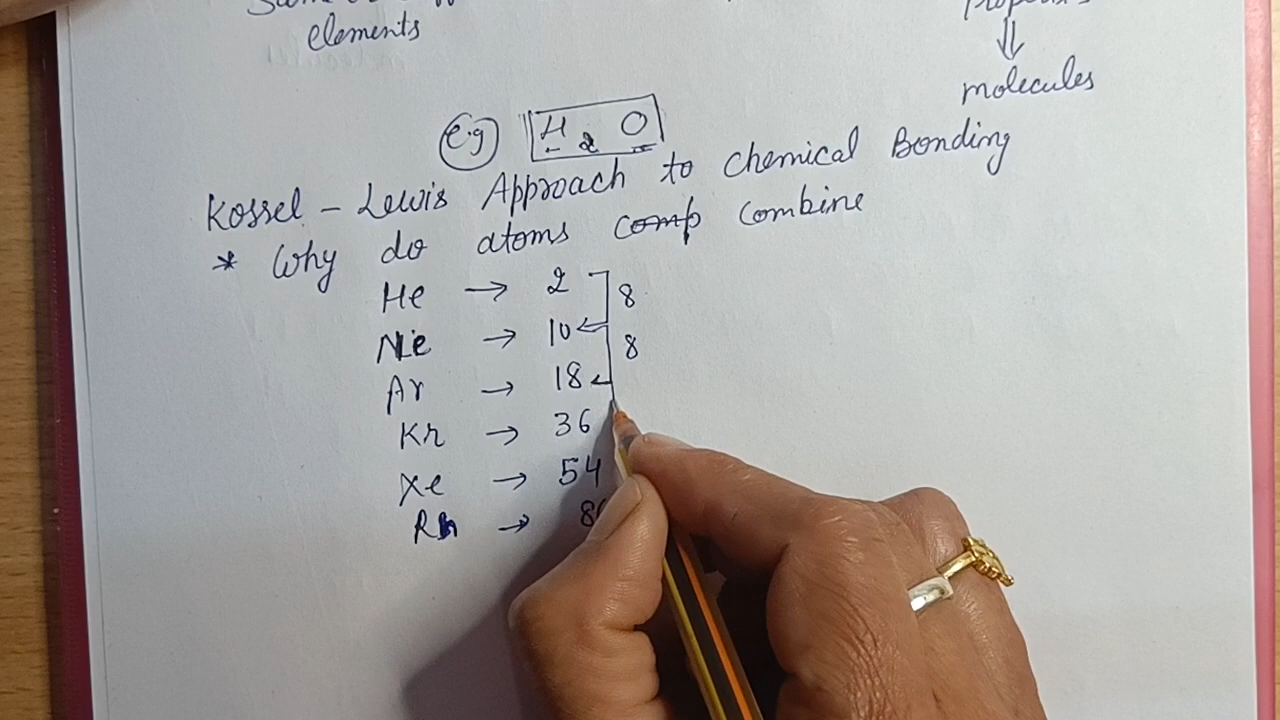 elements
molecules
e.g H2O
Kossel - Lewis Approach to Chemical Bonding
* Why do atoms comp combine
He → 2
8
Ne → 10
8
Ar → 18
Kr → 36
Xe → 54
Rn →